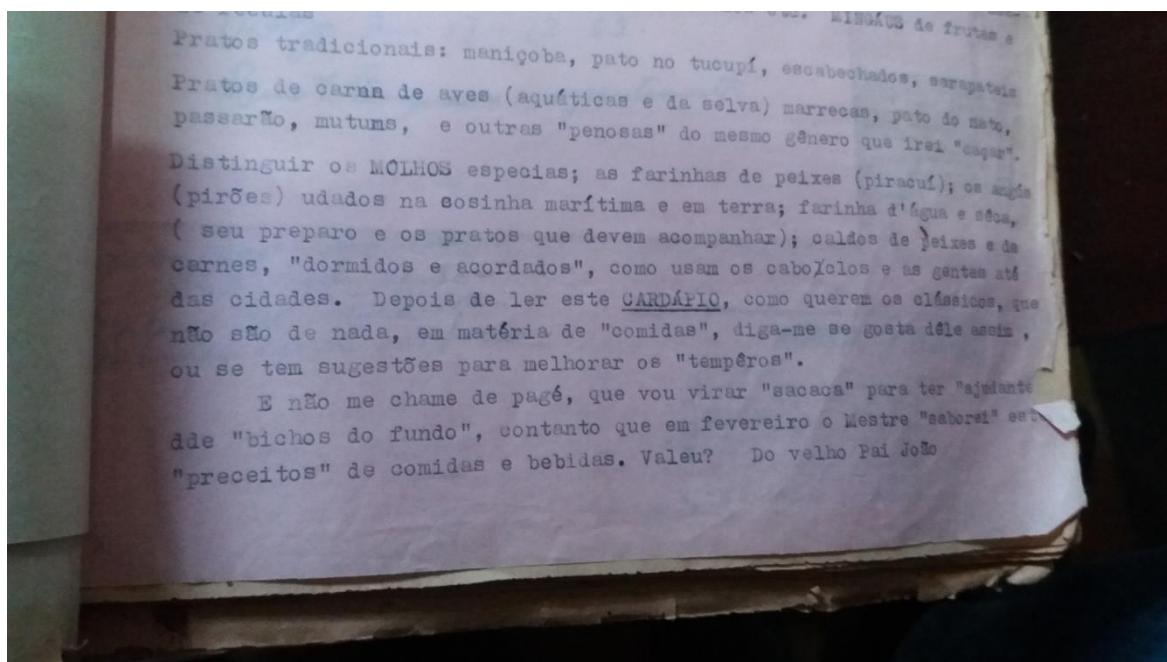 MINGÁUS de frutas e
Pratos tradicionais: maniçoba, pato no tucupí, escabechados, sarapateis
Pratos de carna de aves (aquáticas e da selva) marrecas, pato do mato,
passarão, mutuns, e outras "penosas" do mesmo gênero que irei "caçar".
Distinguir os MÔLHOS especias; as farinhas de peixes (piracuí); os angús
(pirões) udados na cosinha marítima e em terra; farinha d'água e sêca,
( seu preparo e os pratos que devem acompanhar); caldos de peixes e de
carnes, "dormidos e acordados", como usam os caboclos e as gentes até
das cidades. Depois de ler este CARDÁPIO, como querem os clássicos, que
não são de nada, em matéria de "comidas", diga-me se gosta dêle assim ,
ou se tem sugestões para melhorar os "tempêros".
E não me chame de pagé, que vou virar "sacaca" para ter "ajudante
dde "bichos do fundo", contanto que em fevereiro o Mestre "saborei"
"preceitos" de comidas e bebidas. Valeu? Do velho Pai João